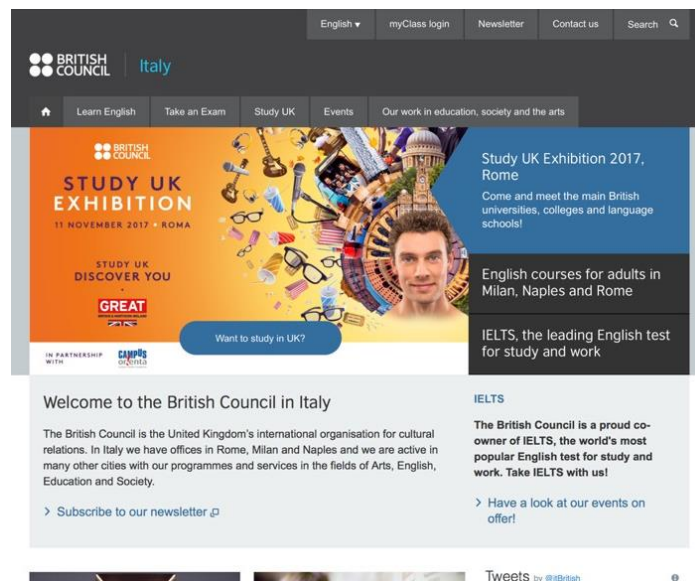 English ▾ myClass login Newsletter Contact us Search
BRITISH
COUNCIL
Italy
Learn English Take an Exam Study UK Events Our work in education, society and the arts
BRITISH
COUNCIL
STUDY UK
EXHIBITION
11 NOVEMBER 2017 • ROMA
STUDY UK
DISCOVER YOU
GREAT
IN PARTNERSHIP
WITH
CAMPUS
orienta
Want to study in UK?
Study UK Exhibition 2017,
Rome
Come and meet the main British
universities, colleges and language
schools!
English courses for adults in
Milan, Naples and Rome
IELTS, the leading English test
for study and work
Welcome to the British Council in Italy
The British Council is the United Kingdom's international organisation for cultural
relations. In Italy we have offices in Rome, Milan and Naples and we are active in
many other cities with our programmes and services in the fields of Arts, English,
Education and Society.
> Subscribe to our newsletter
IELTS
The British Council is a proud co-
owner of IELTS, the world's most
popular English test for study and
work. Take IELTS with us!
> Have a look at our events on
offer!
Tweets by @itBritish